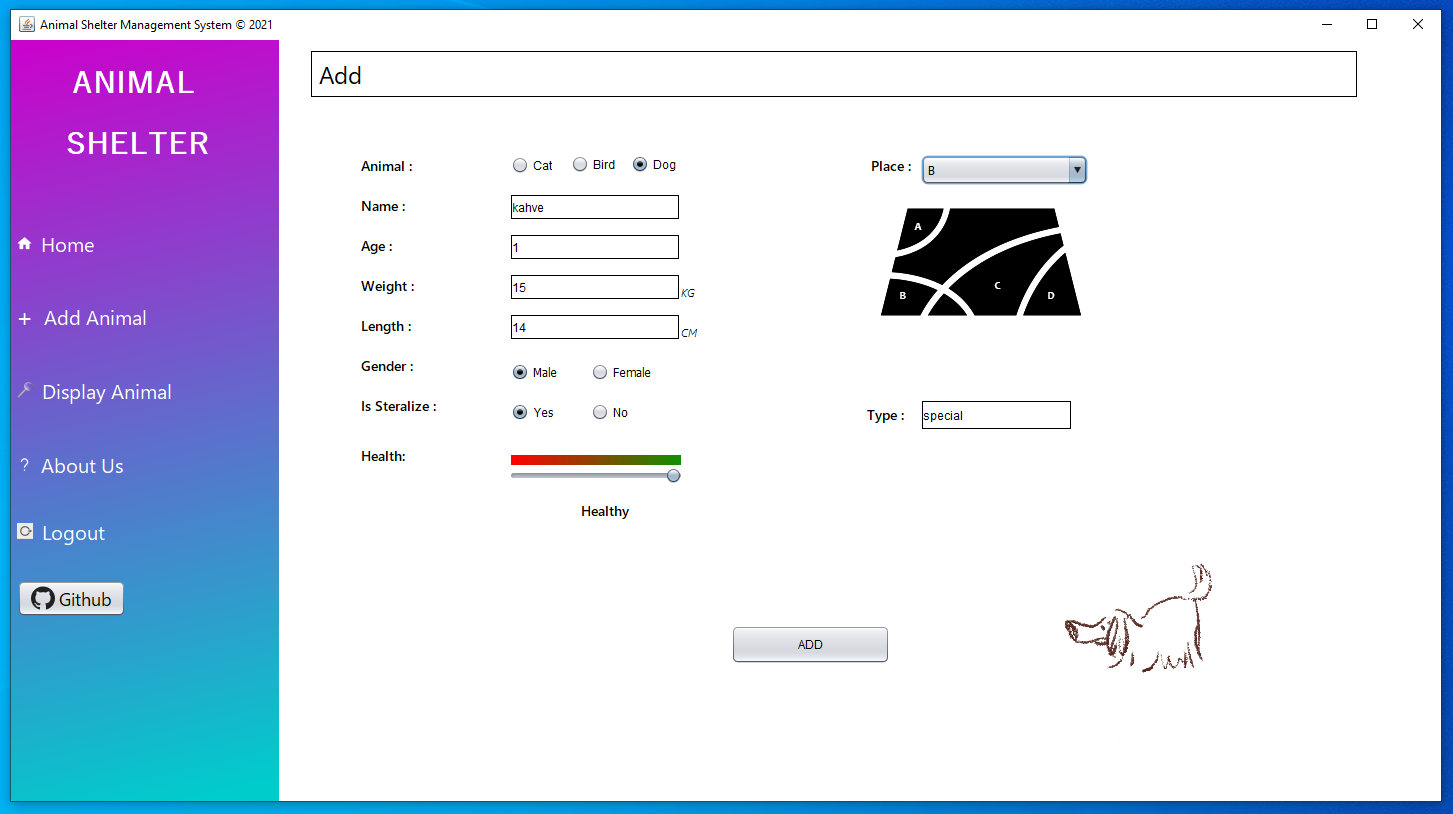 Animal Shelter Management System © 2021
ANIMAL
SHELTER
Home
Add Animal
Display Animal
? About Us
Logout
Github
Add
Animal : Cat Bird Dog
Name : kahve
Age : 1
Weight : 15 KG
Length : 14 CM
Gender : Male Female
Is Steralize : Yes No
Health:
Healthy
Place : B
A
B
C
D
Type : special
ADD